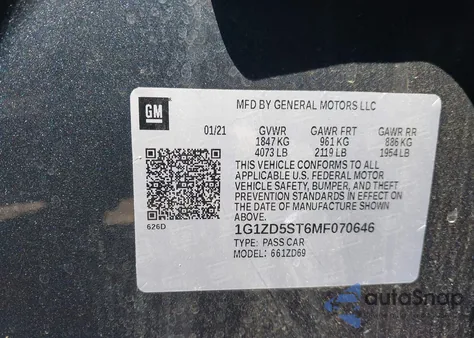 GM
MFD BY GENERAL MOTORS LLC
01/21 GVWR GAWR FRT GAWR RR
1847 KG 961 KG 886 KG
4073 LB 2119 LB 1954 LB
THIS VEHICLE CONFORMS TO ALL
APPLICABLE U.S. FEDERAL MOTOR
VEHICLE SAFETY, BUMPER, AND THEFT
PREVENTION STANDARDS IN EFFECT ON
THE DATE OF MANUFACTURE SHOWN
ABOVE.
626D
1G1ZD5ST6MF070646
TYPE: PASS CAR
MODEL: 661ZD69
autoSnap